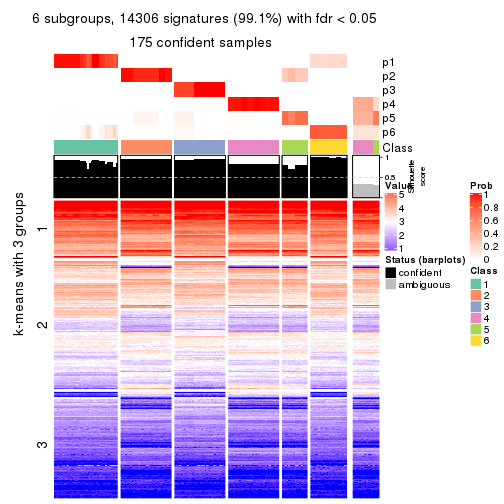 6 subgroups, 14306 signatures (99.1%) with fdr < 0.05
175 confident samples
p1
p2
p3
p4
p5
p6
Class
1
0.5
0
Silhouette
score
k-means with 3 groups
1
2
3
Value
5
4
3
2
1
Status (barplots)
confident
ambiguous
Prob
1
0.8
0.6
0.4
0.2
0
Class
1
2
3
4
5
6